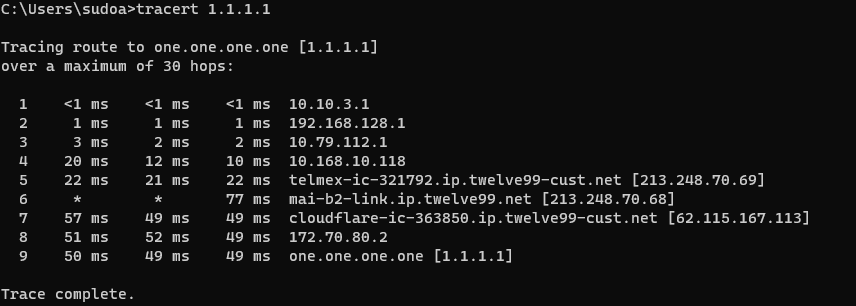 C:\Users\sudoa>tracert 1.1.1.1
Tracing route to one.one.one.one [1.1.1.1]
over a maximum of 30 hops:
1 <1 ms <1 ms <1 ms 10.10.3.1
2 1 ms 1 ms 1 ms 192.168.128.1
3 3 ms 2 ms 2 ms 10.79.112.1
4 20 ms 12 ms 10 ms 10.168.10.118
5 22 ms 21 ms 22 ms telmex-ic-321792.ip.twelve99-cust.net [213.248.70.69]
6 * * 77 ms mai-b2-link.ip.twelve99.net [213.248.70.68]
7 57 ms 49 ms 49 ms cloudflare-ic-363850.ip.twelve99-cust.net [62.115.167.113]
8 51 ms 52 ms 49 ms 172.70.80.2
9 50 ms 49 ms 49 ms one.one.one.one [1.1.1.1]
Trace complete.